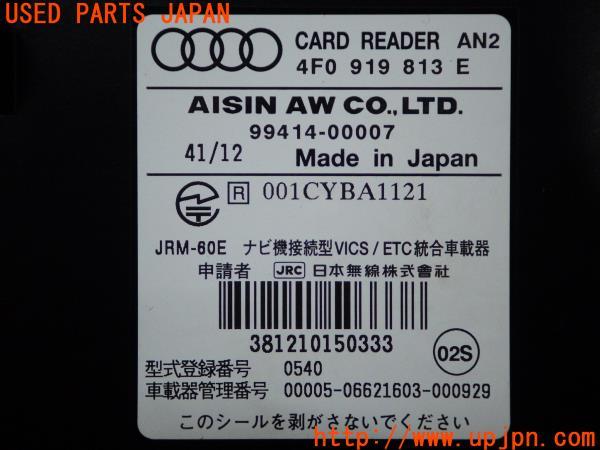 USED PARTS JAPAN
CARD READER AN2
4F0 919 813 E
AISIN AW CO.,LTD.
99414-00007
41/12 Made in Japan
R 001CYBA1121
JRM-60E ナビ機接続型VICS/ETC統合車載器
申請者 JRC 日本無線株式會社
381210150333
02S
型式登録番号 0540
車載器管理番号 00005-06621603-000929
このシールを剥がさないでください
http://www.upjpn.com